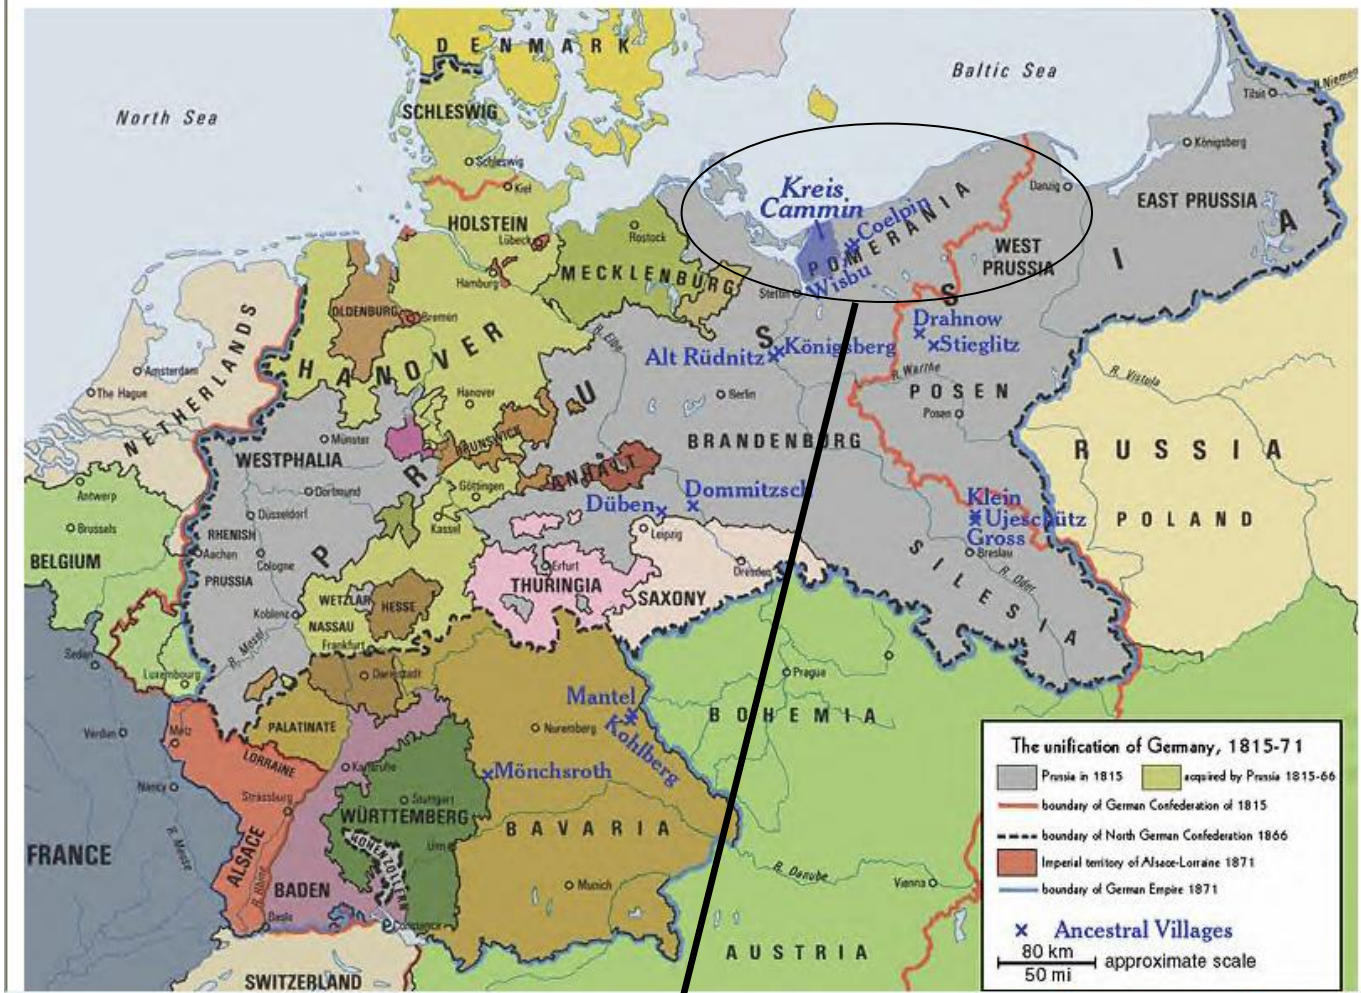 DENMARK
Baltic Sea
North Sea
SCHLESWIG
Schleswig
Kiel
HOLSTEIN
Lübeck
Hamburg
Rostock
MECKLENBURG
Kreis
Cammin
Coelpin
POMERANIA
Wisbu
Stettin
Danzig
Tilsit
R. Niemen
Königsberg
EAST PRUSSIA
WEST
PRUSSIA
PRUSSIA
OLDENBURG
Bremen
HANOVER
Hanover
R. Elbe
Alt Rüdnitz
Königsberg
Drahnow
Stieglitz
R. Warthe
POSEN
Posen
R. Vistula
Berlin
BRANDENBURG
Amsterdam
The Hague
NETHERLANDS
Münster
WESTPHALIA
BRUNSWICK
ANHALT
Göttingen
Dortmund
Düsseldorf
Kassel
Antwerp
Brussels
BELGIUM
RHENISH
PRUSSIA
Aachen
Cologne
Düben
Dommitzsch
Leipzig
Dresden
SAXONY
Erfurt
THURINGIA
Klein
Ujeschütz
Gross
Breslau
R. Oder
SILESIA
RUSSIA
POLAND
WETZLAR
HESSE
NASSAU
Koblenz
Frankfurt
R. Mosel
Sedan
Luxembourg
Darmstadt
PALATINATE
Verdun
Metz
LORRAINE
Nancy
Strassburg
Karlsruhe
Stuttgart
WÜRTTEMBERG
HOHENZOLLERN
Ulm
R. Meuse
FRANCE
ALSACE
R. Rhine
BADEN
Basle
Constance
SWITZERLAND
Mantel
Kohlberg
Nuremberg
Mönchsroth
BAVARIA
Munich
Prague
BOHEMIA
R. Danube
Vienna
AUSTRIA
The unification of Germany, 1815-71
Prussia in 1815
acquired by Prussia 1815-66
boundary of German Confederation of 1815
boundary of North German Confederation 1866
Imperial territory of Alsace-Lorraine 1871
boundary of German Empire 1871
Ancestral Villages
80 km
50 mi
approximate scale